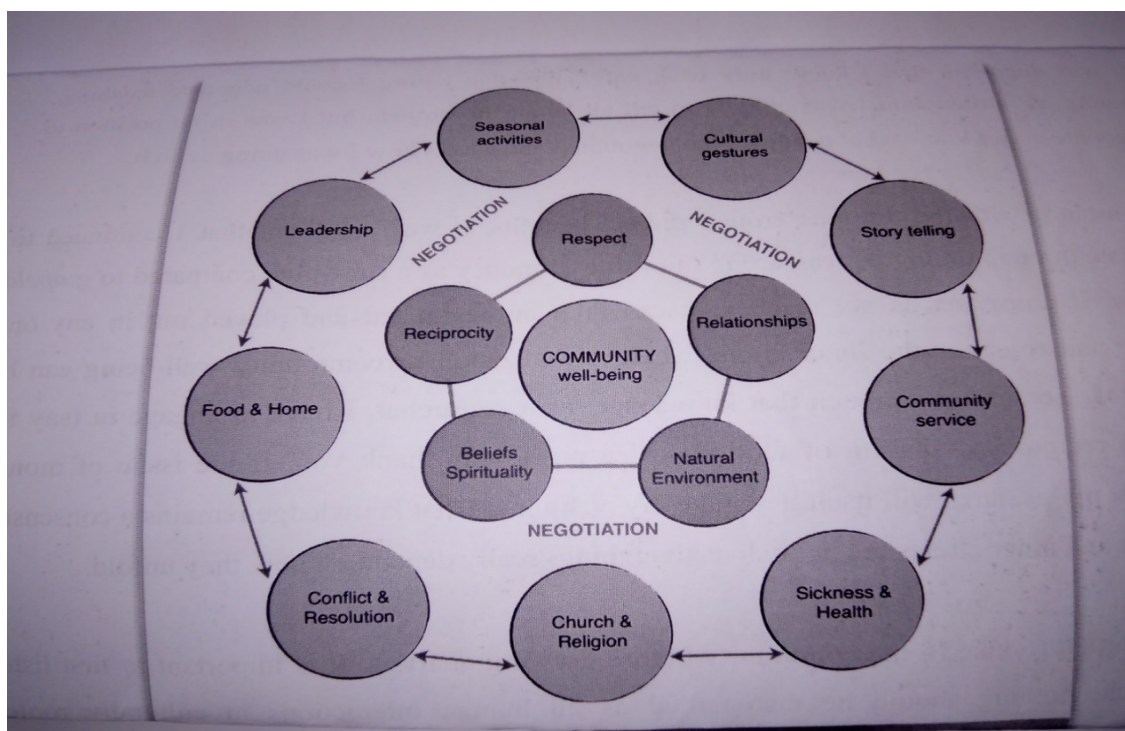 Seasonal
activities
Cultural
gestures
Leadership
NEGOTIATION
Respect
NEGOTIATION
Story telling
Reciprocity
Relationships
COMMUNITY
well-being
Food & Home
Community
service
Beliefs
Spirituality
Natural
Environment
NEGOTIATION
Conflict &
Resolution
Church &
Religion
Sickness &
Health